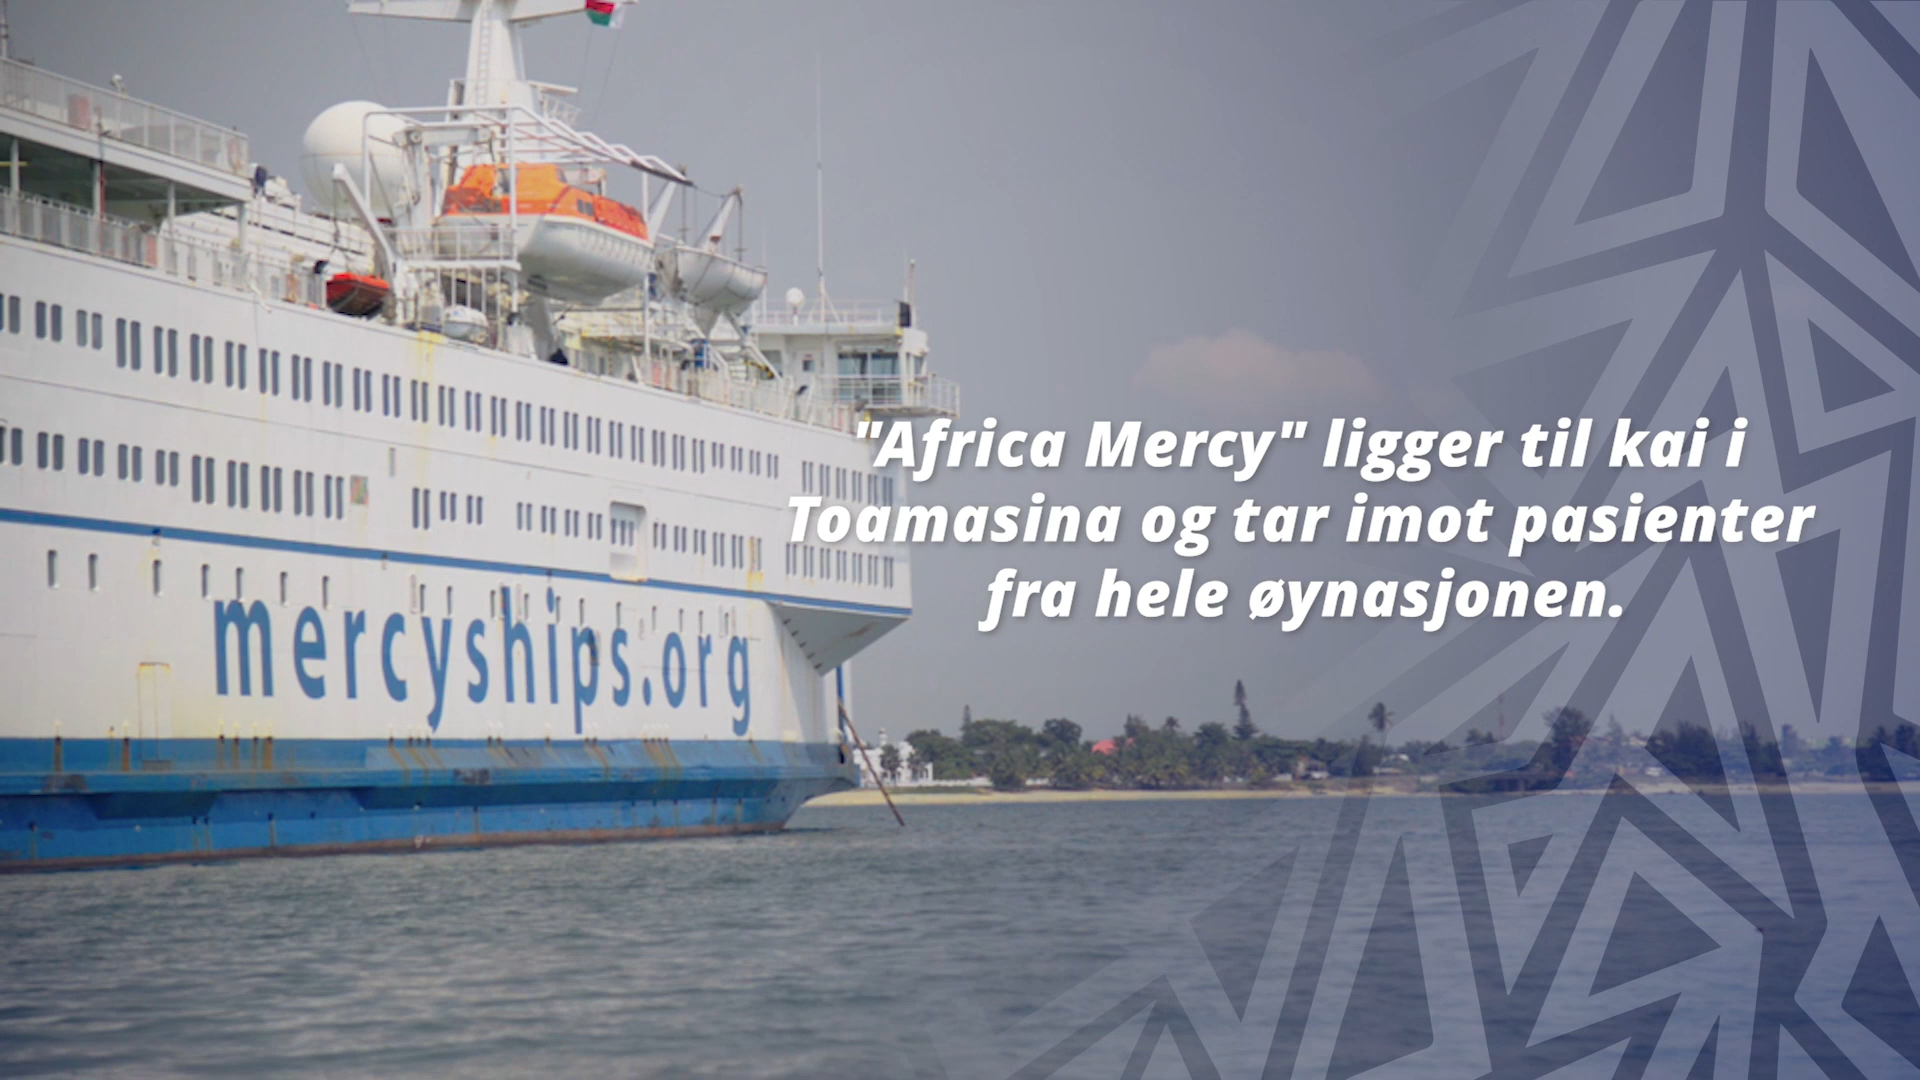 "Africa Mercy" ligger til kai i
Toamasina og tar imot pasienter
fra hele øynasjonen.
mercyships.org